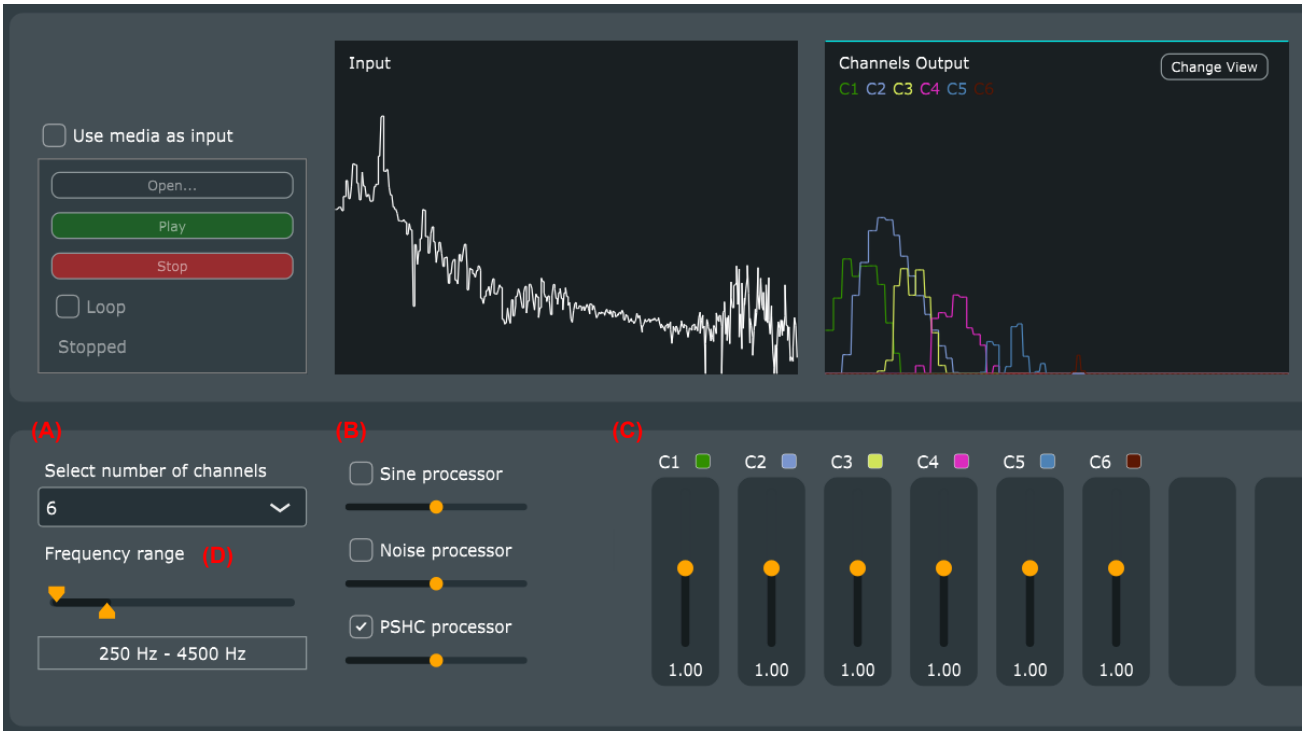 Input
Channels Output
Change View
C1 C2 C3 C4 C5 C6
Use media as input
Open...
Play
Stop
Loop
Stopped
(A)
Select number of channels
6
Frequency range (D)
250 Hz - 4500 Hz
(B)
Sine processor
Noise processor
PSHC processor
(C)
C1 C2 C3 C4 C5 C6
1.00 1.00 1.00 1.00 1.00 1.00